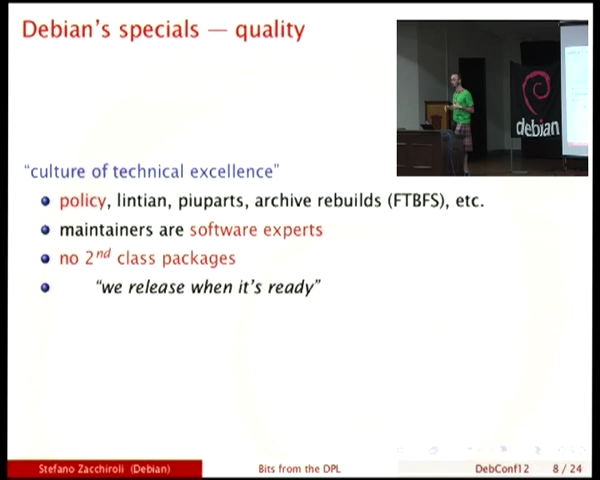 Debian's specials — quality
debian
“culture of technical excellence”
policy, lintian, piuparts, archive rebuilds (FTBFS), etc.
maintainers are software experts
no 2nd class packages
“we release when it's ready”
Stefano Zacchiroli (Debian)
Bits from the DPL
DebConf12
8 / 24